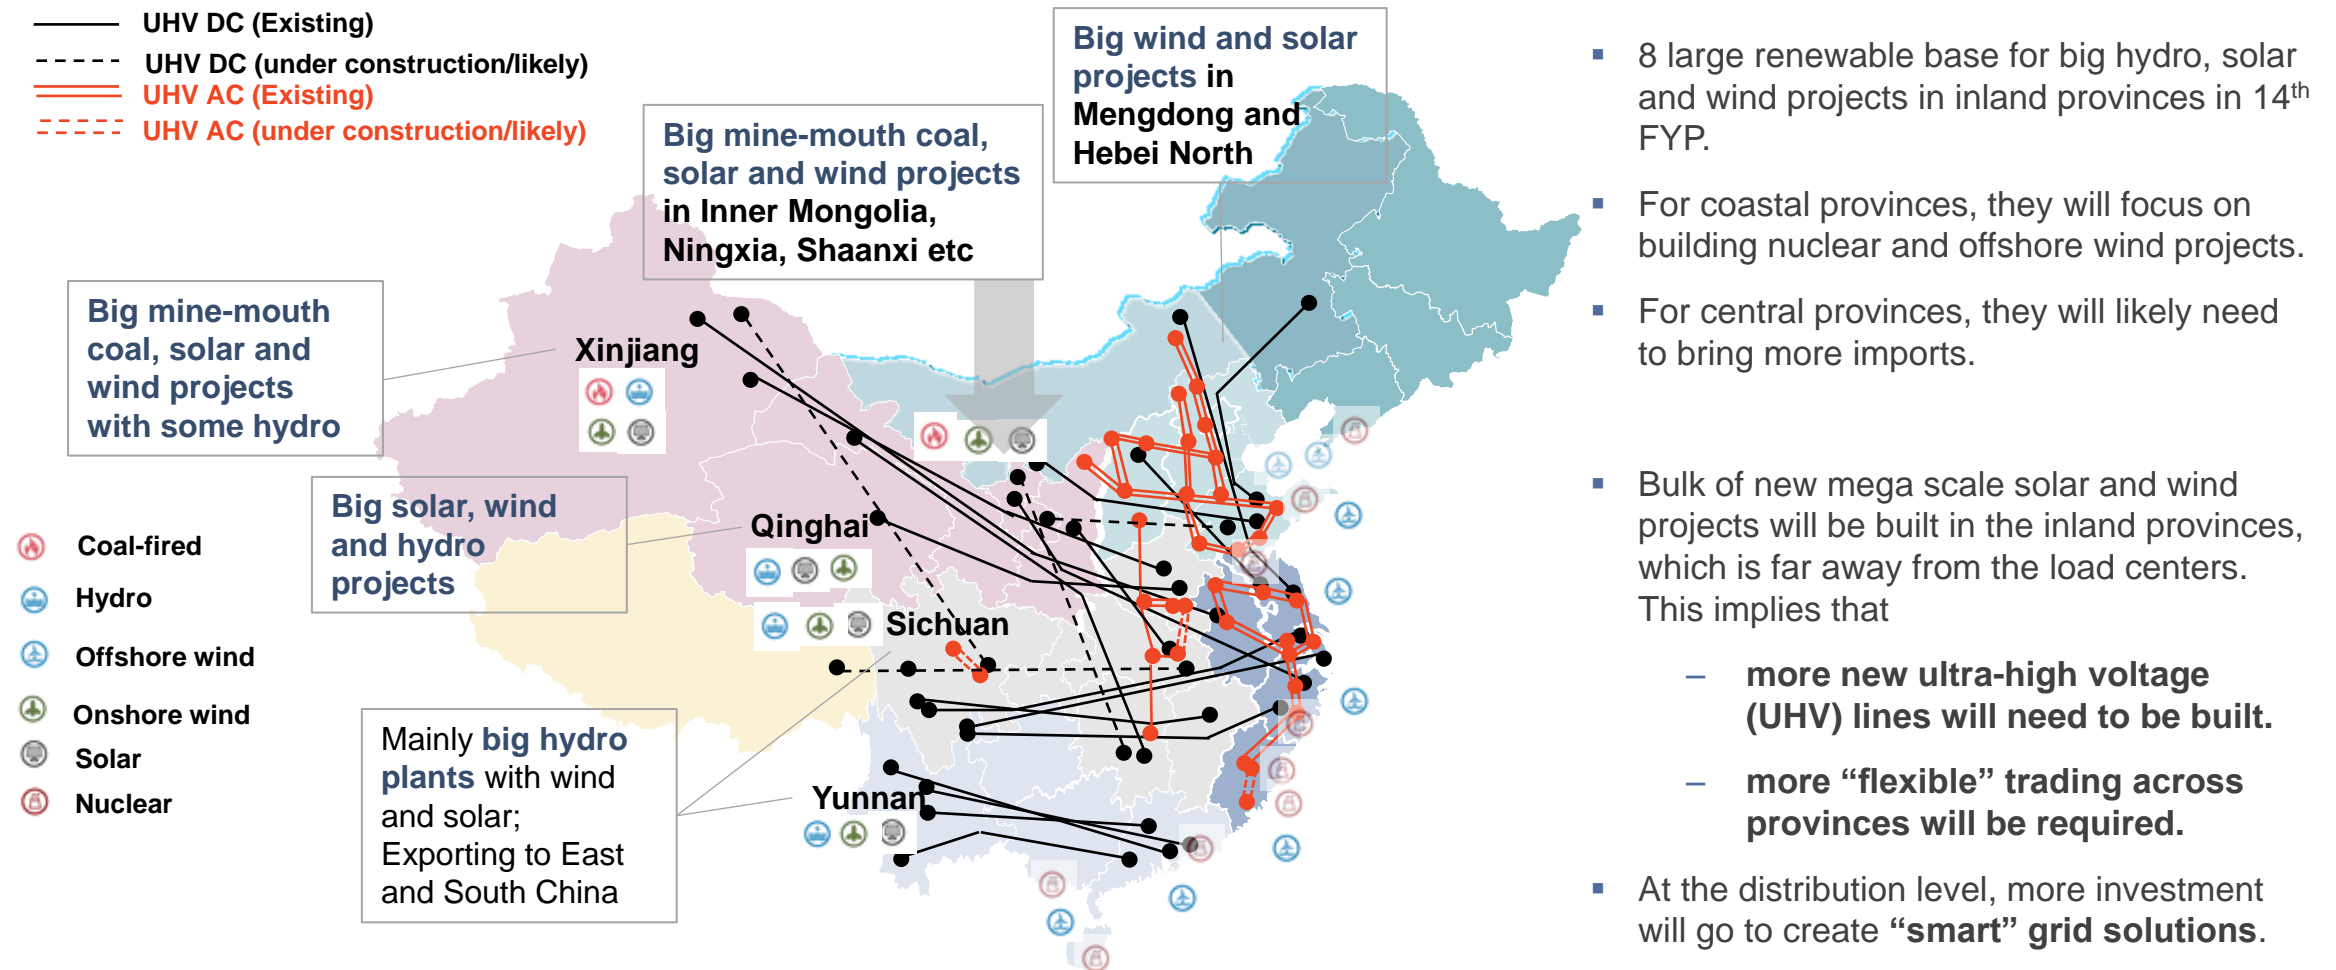 UHV DC (Existing)
UHV DC (under construction/likely)
UHV AC (Existing)
UHV AC (under construction/likely)
Big wind and solar
projects in
Mengdong and
Hebei North
Big mine-mouth coal,
solar and wind projects
in Inner Mongolia,
Ningxia, Shaanxi etc
Big mine-mouth
coal, solar and
wind projects
with some hydro
Xinjiang
Big solar, wind
and hydro
projects
Qinghai
Sichuan
Coal-fired
Hydro
Offshore wind
Onshore wind
Solar
Nuclear
Mainly big hydro
plants with wind
and solar;
Exporting to East
and South China
Yunnan
8 large renewable base for big hydro, solar
and wind projects in inland provinces in 14th
FYP.
For coastal provinces, they will focus on
building nuclear and offshore wind projects.
For central provinces, they will likely need
to bring more imports.
Bulk of new mega scale solar and wind
projects will be built in the inland provinces,
which is far away from the load centers.
This implies that
– more new ultra-high voltage
(UHV) lines will need to be built.
– more “flexible” trading across
provinces will be required.
At the distribution level, more investment
will go to create “smart” grid solutions.